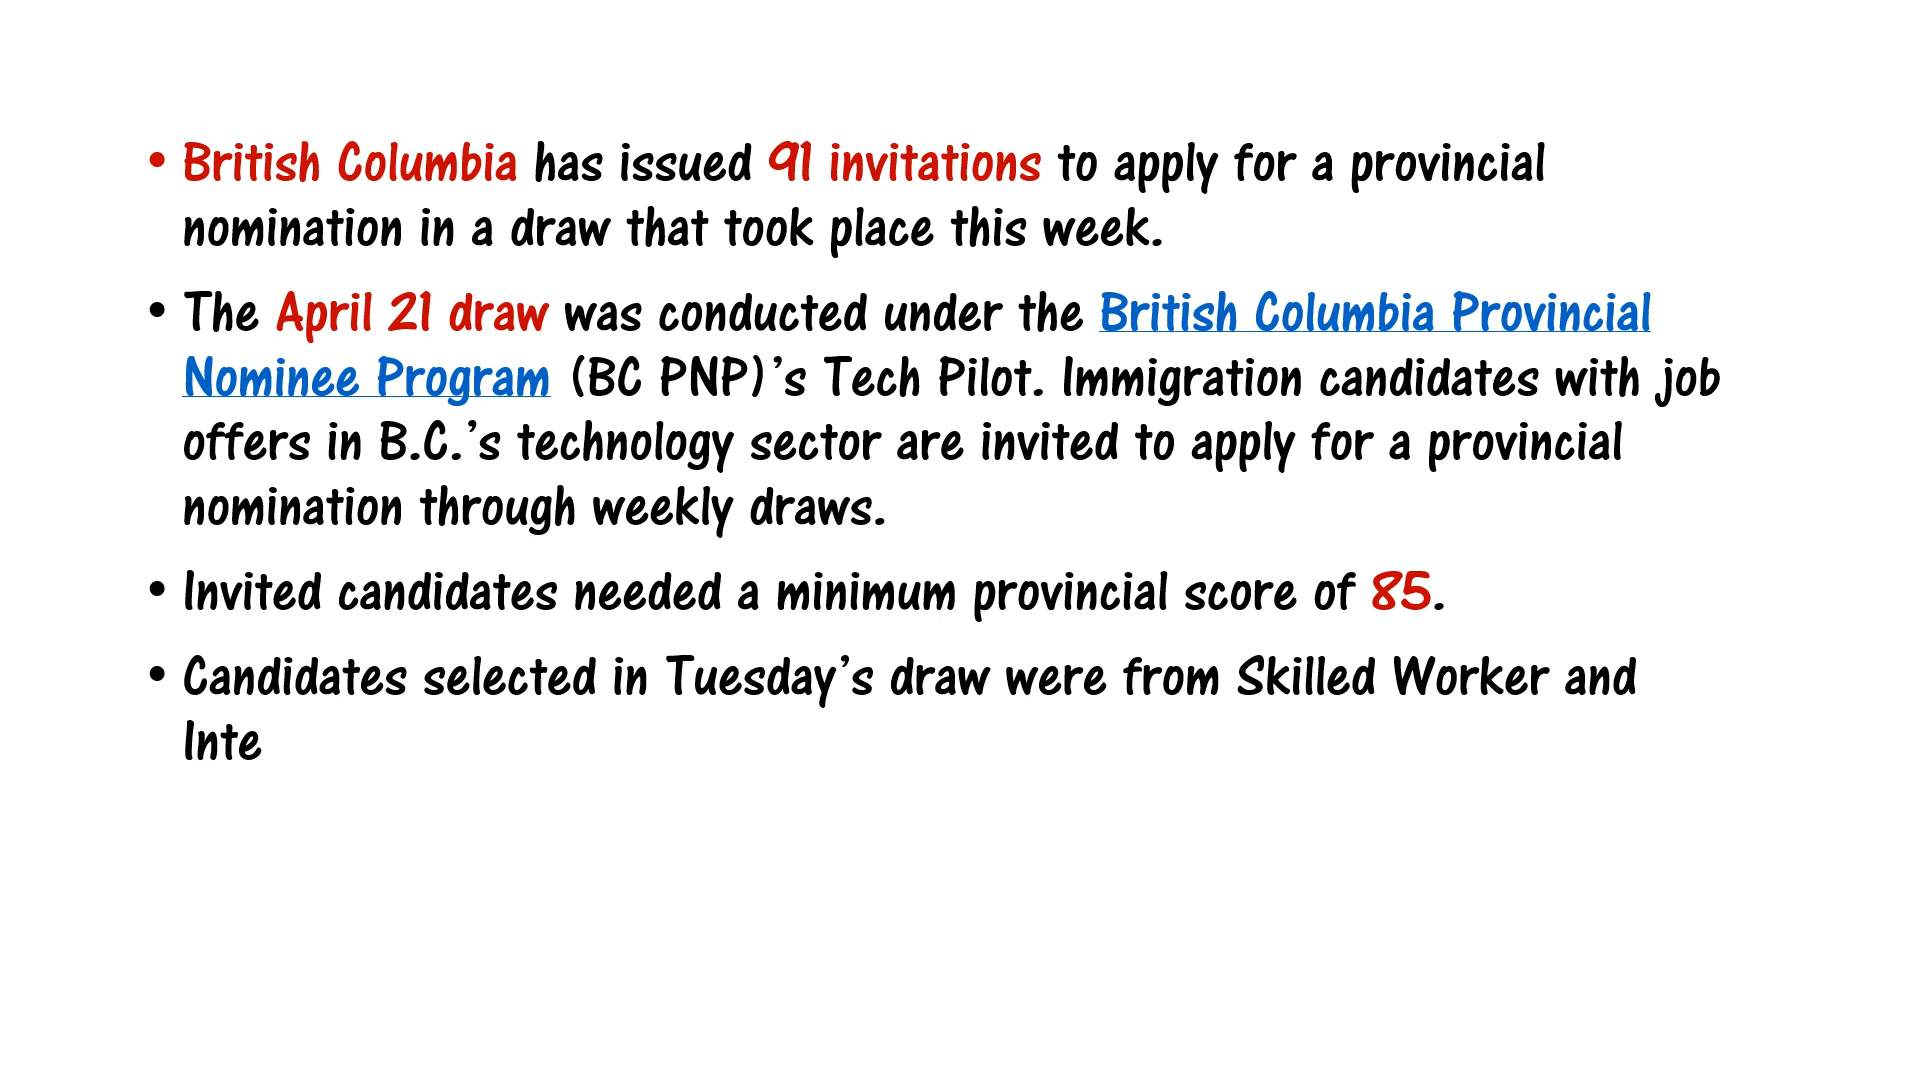 • British Columbia has issued 91 invitations to apply for a provincial
nomination in a draw that took place this week.
• The April 21 draw was conducted under the British Columbia Provincial
Nominee Program (BC PNP)’s Tech Pilot. Immigration candidates with job
offers in B.C.’s technology sector are invited to apply for a provincial
nomination through weekly draws.
• Invited candidates needed a minimum provincial score of 85.
• Candidates selected in Tuesday’s draw were from Skilled Worker and
Inte